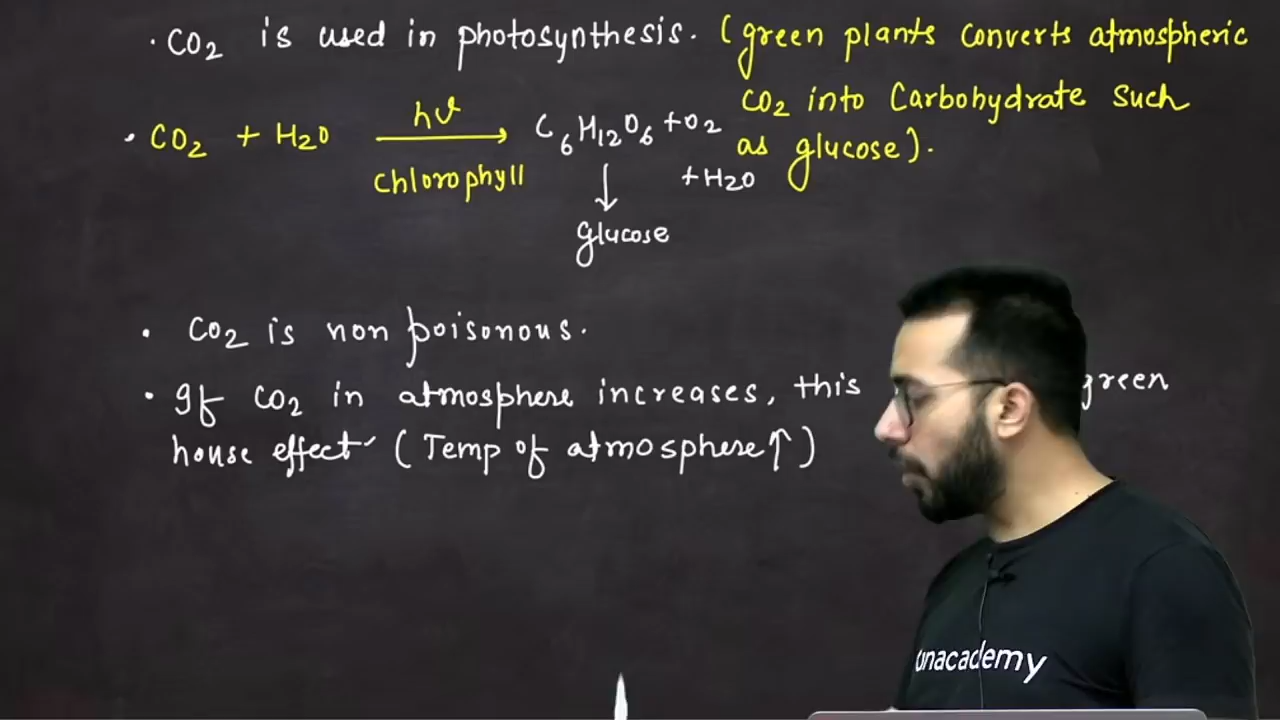 · CO2 is used in photosynthesis. (green plants converts atmospheric
CO2 into Carbohydrate such
as glucose).
· CO2 + H2O hν C6H12O6 + O2
chlorophyll + H2O
↓
glucose
· CO2 is non poisonous.
· If CO2 in atmosphere increases, this green
house effect (Temp of atmosphere ↑)
unacademy